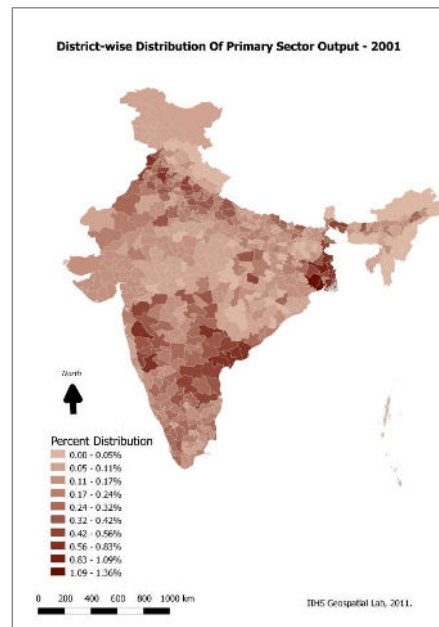 District-wise Distribution Of Primary Sector Output - 2001
North
Percent Distribution
0.00 - 0.05%
0.05 - 0.11%
0.11 - 0.17%
0.17 - 0.24%
0.24 - 0.32%
0.32 - 0.42%
0.42 - 0.56%
0.56 - 0.83%
0.83 - 1.09%
1.09 - 1.36%
0 200 400 600 800 1000 km
IIHS Geospatial Lab, 2011.